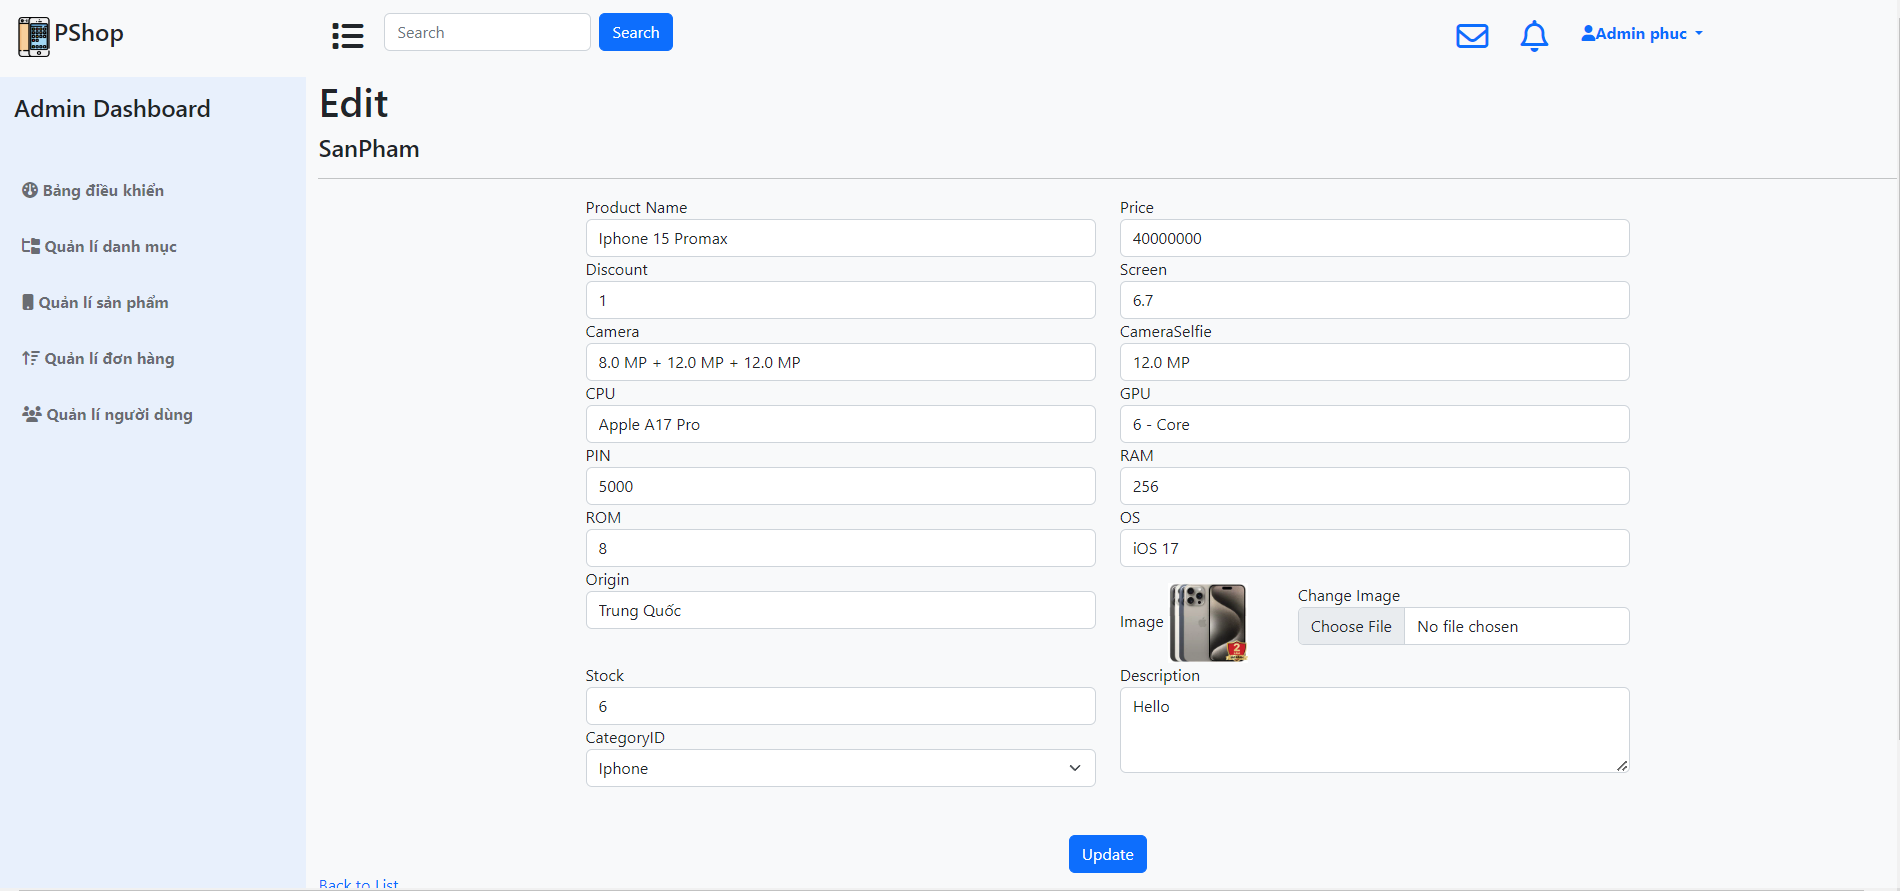 PShop
Search
Search
Admin phuc
Admin Dashboard
Bảng điều khiển
Quản lí danh mục
Quản lí sản phẩm
Quản lí đơn hàng
Quản lí người dùng
Edit
SanPham
Product Name
Price
Iphone 15 Promax
40000000
Discount
Screen
1
6.7
Camera
CameraSelfie
8.0 MP + 12.0 MP + 12.0 MP
12.0 MP
CPU
GPU
Apple A17 Pro
6 - Core
PIN
RAM
5000
256
ROM
OS
8
iOS 17
Origin
Trung Quốc
Image
2
Change Image
Choose File
No file chosen
Stock
Description
6
Hello
CategoryID
Iphone
Update
Back to List